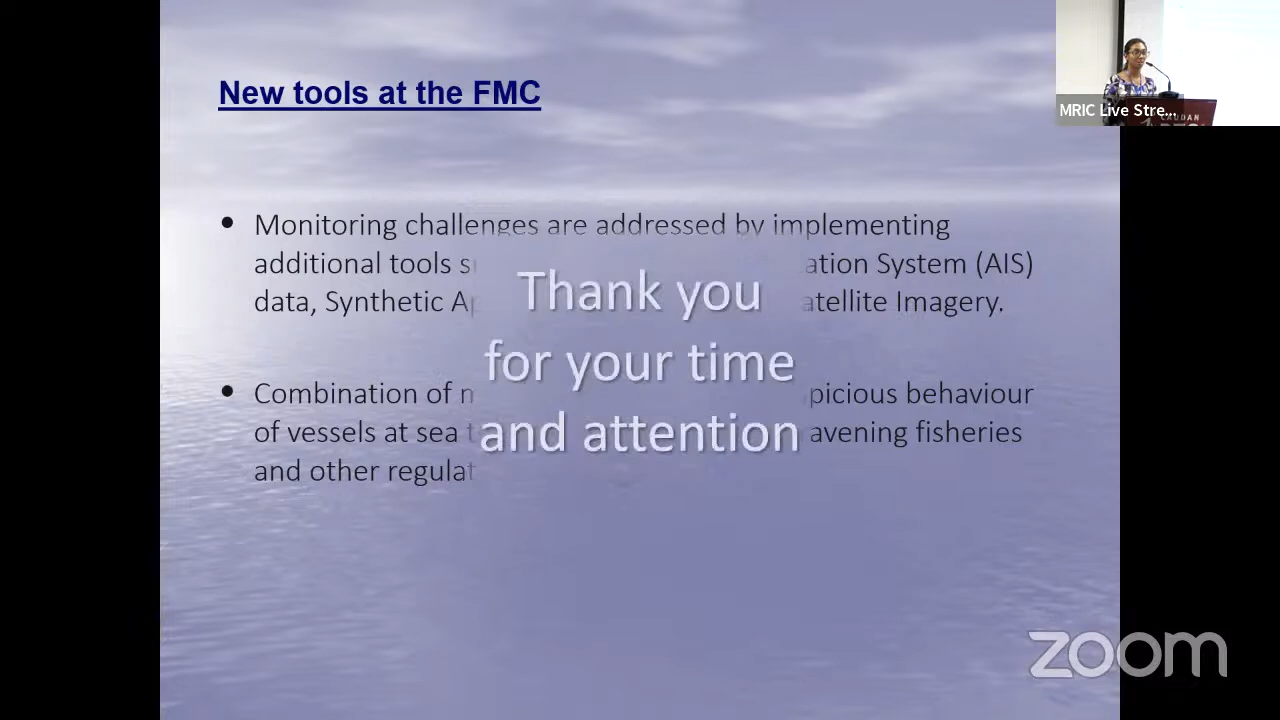 New tools at the FMC
MRIC Live Stre...
CAUDAN
• Monitoring challenges are addressed by implementing
additional tools ation System (AIS)
data, Synthetic atellite Imagery.
Thank you
for your time
and attention
• Combination of picious behaviour
of vessels at sea avening fisheries
and other regulat
zoom